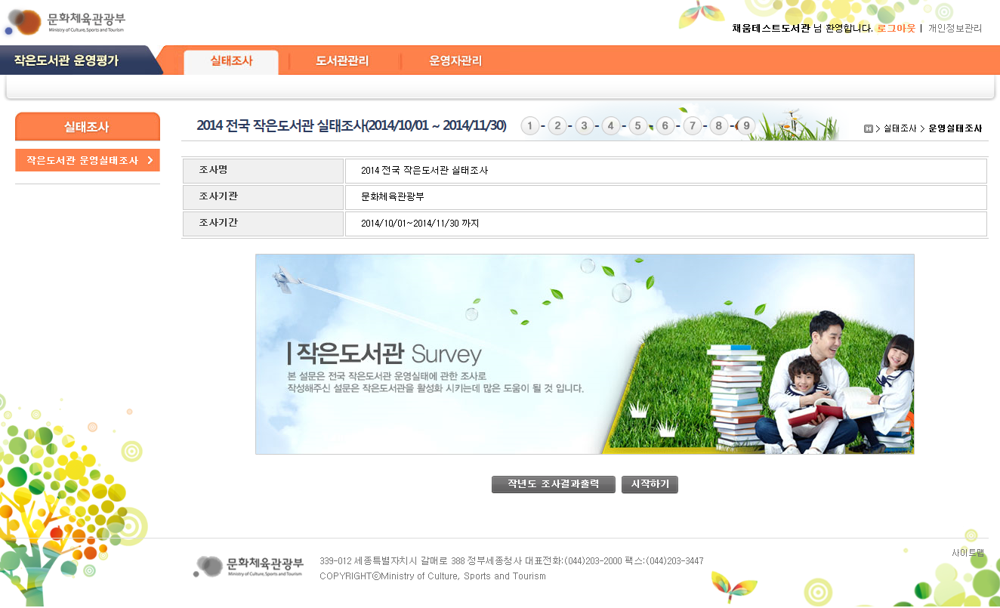 문화체육관광부
Ministry of Culture, Sports and Tourism
채움테스트도서관 님 환영합니다. 로그아웃 | 개인정보관리
작은도서관 운영평가
실태조사
도서관관리
운영자관리
실태조사
작은도서관 운영실태조사 >
2014 전국 작은도서관 실태조사(2014/10/01 ~ 2014/11/30)
1 - 2 - 3 - 4 - 5 - 6 - 7 - 8 - 9
H > 실태조사 > 운영실태조사
조사명 2014 전국 작은도서관 실태조사
조사기관 문화체육관광부
조사기간 2014/10/01~2014/11/30 까지
작은도서관 Survey
본 설문은 전국 작은도서관 운영실태에 관한 조사로
작성해주신 설문은 작은도서관을 활성화 시키는데 많은 도움이 될 것 입니다.
작년도 조사결과출력
시작하기
사이트맵
문화체육관광부
Ministry of Culture, Sports and Tourism
339-012 세종특별자치시 갈매로 388 정부세종청사 대표전화:(044)203-2000 팩스:(044)203-3447
COPYRIGHTⓒMinistry of Culture, Sports and Tourism